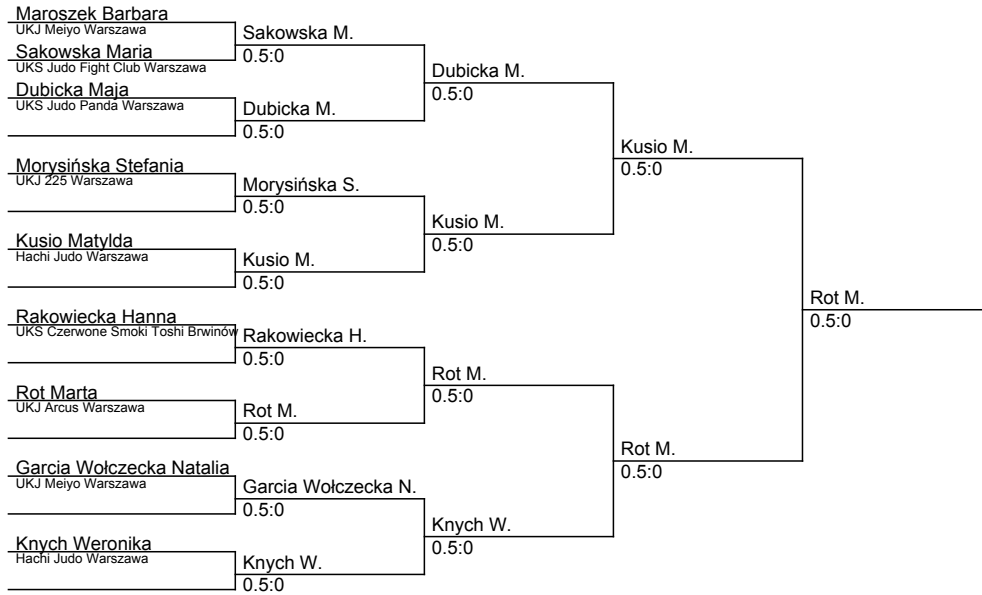 Maroszek Barbara
UKJ Meiyo Warszawa
Sakowska Maria
UKS Judo Fight Club Warszawa
Dubicka Maja
UKS Judo Panda Warszawa
Morysińska Stefania
UKJ 225 Warszawa
Kusio Matylda
Hachi Judo Warszawa
Rakowiecka Hanna
UKS Czerwone Smoki Toshi Brwinów
Rot Marta
UKJ Arcus Warszawa
Garcia Wołczecka Natalia
UKJ Meiyo Warszawa
Knych Weronika
Hachi Judo Warszawa
Sakowska M.
0.5:0
Dubicka M.
0.5:0
Morysińska S.
0.5:0
Kusio M.
0.5:0
Rakowiecka H.
0.5:0
Rot M.
0.5:0
Garcia Wołczecka N.
0.5:0
Knych W.
0.5:0
Dubicka M.
0.5:0
Kusio M.
0.5:0
Rot M.
0.5:0
Knych W.
0.5:0
Kusio M.
0.5:0
Rot M.
0.5:0
Rot M.
0.5:0